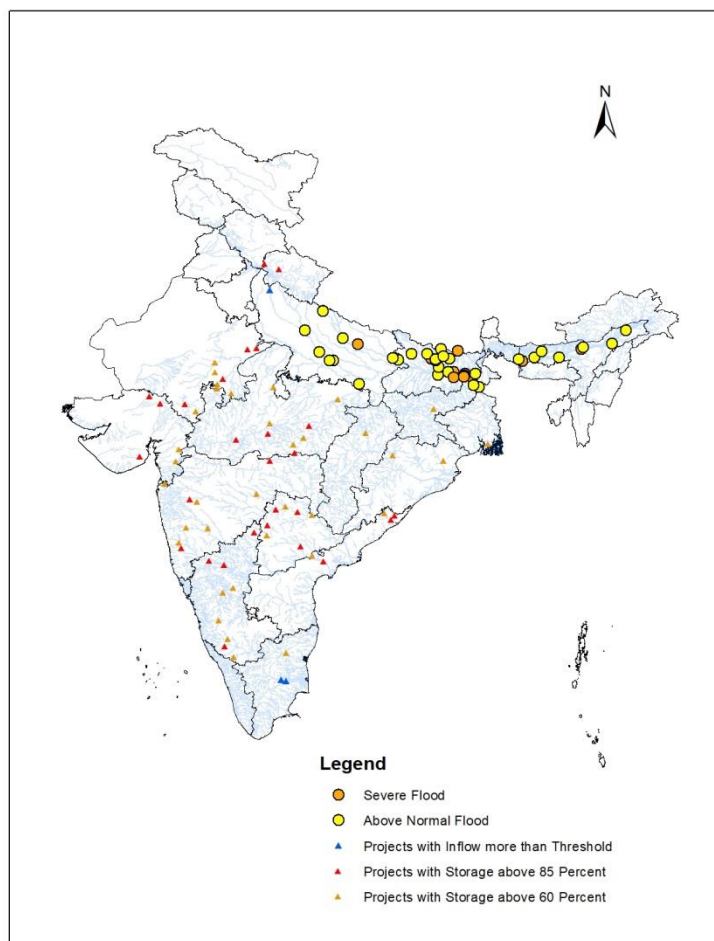 N
Legend
Severe Flood
Above Normal Flood
Projects with Inflow more than Threshold
Projects with Storage above 85 Percent
Projects with Storage above 60 Percent